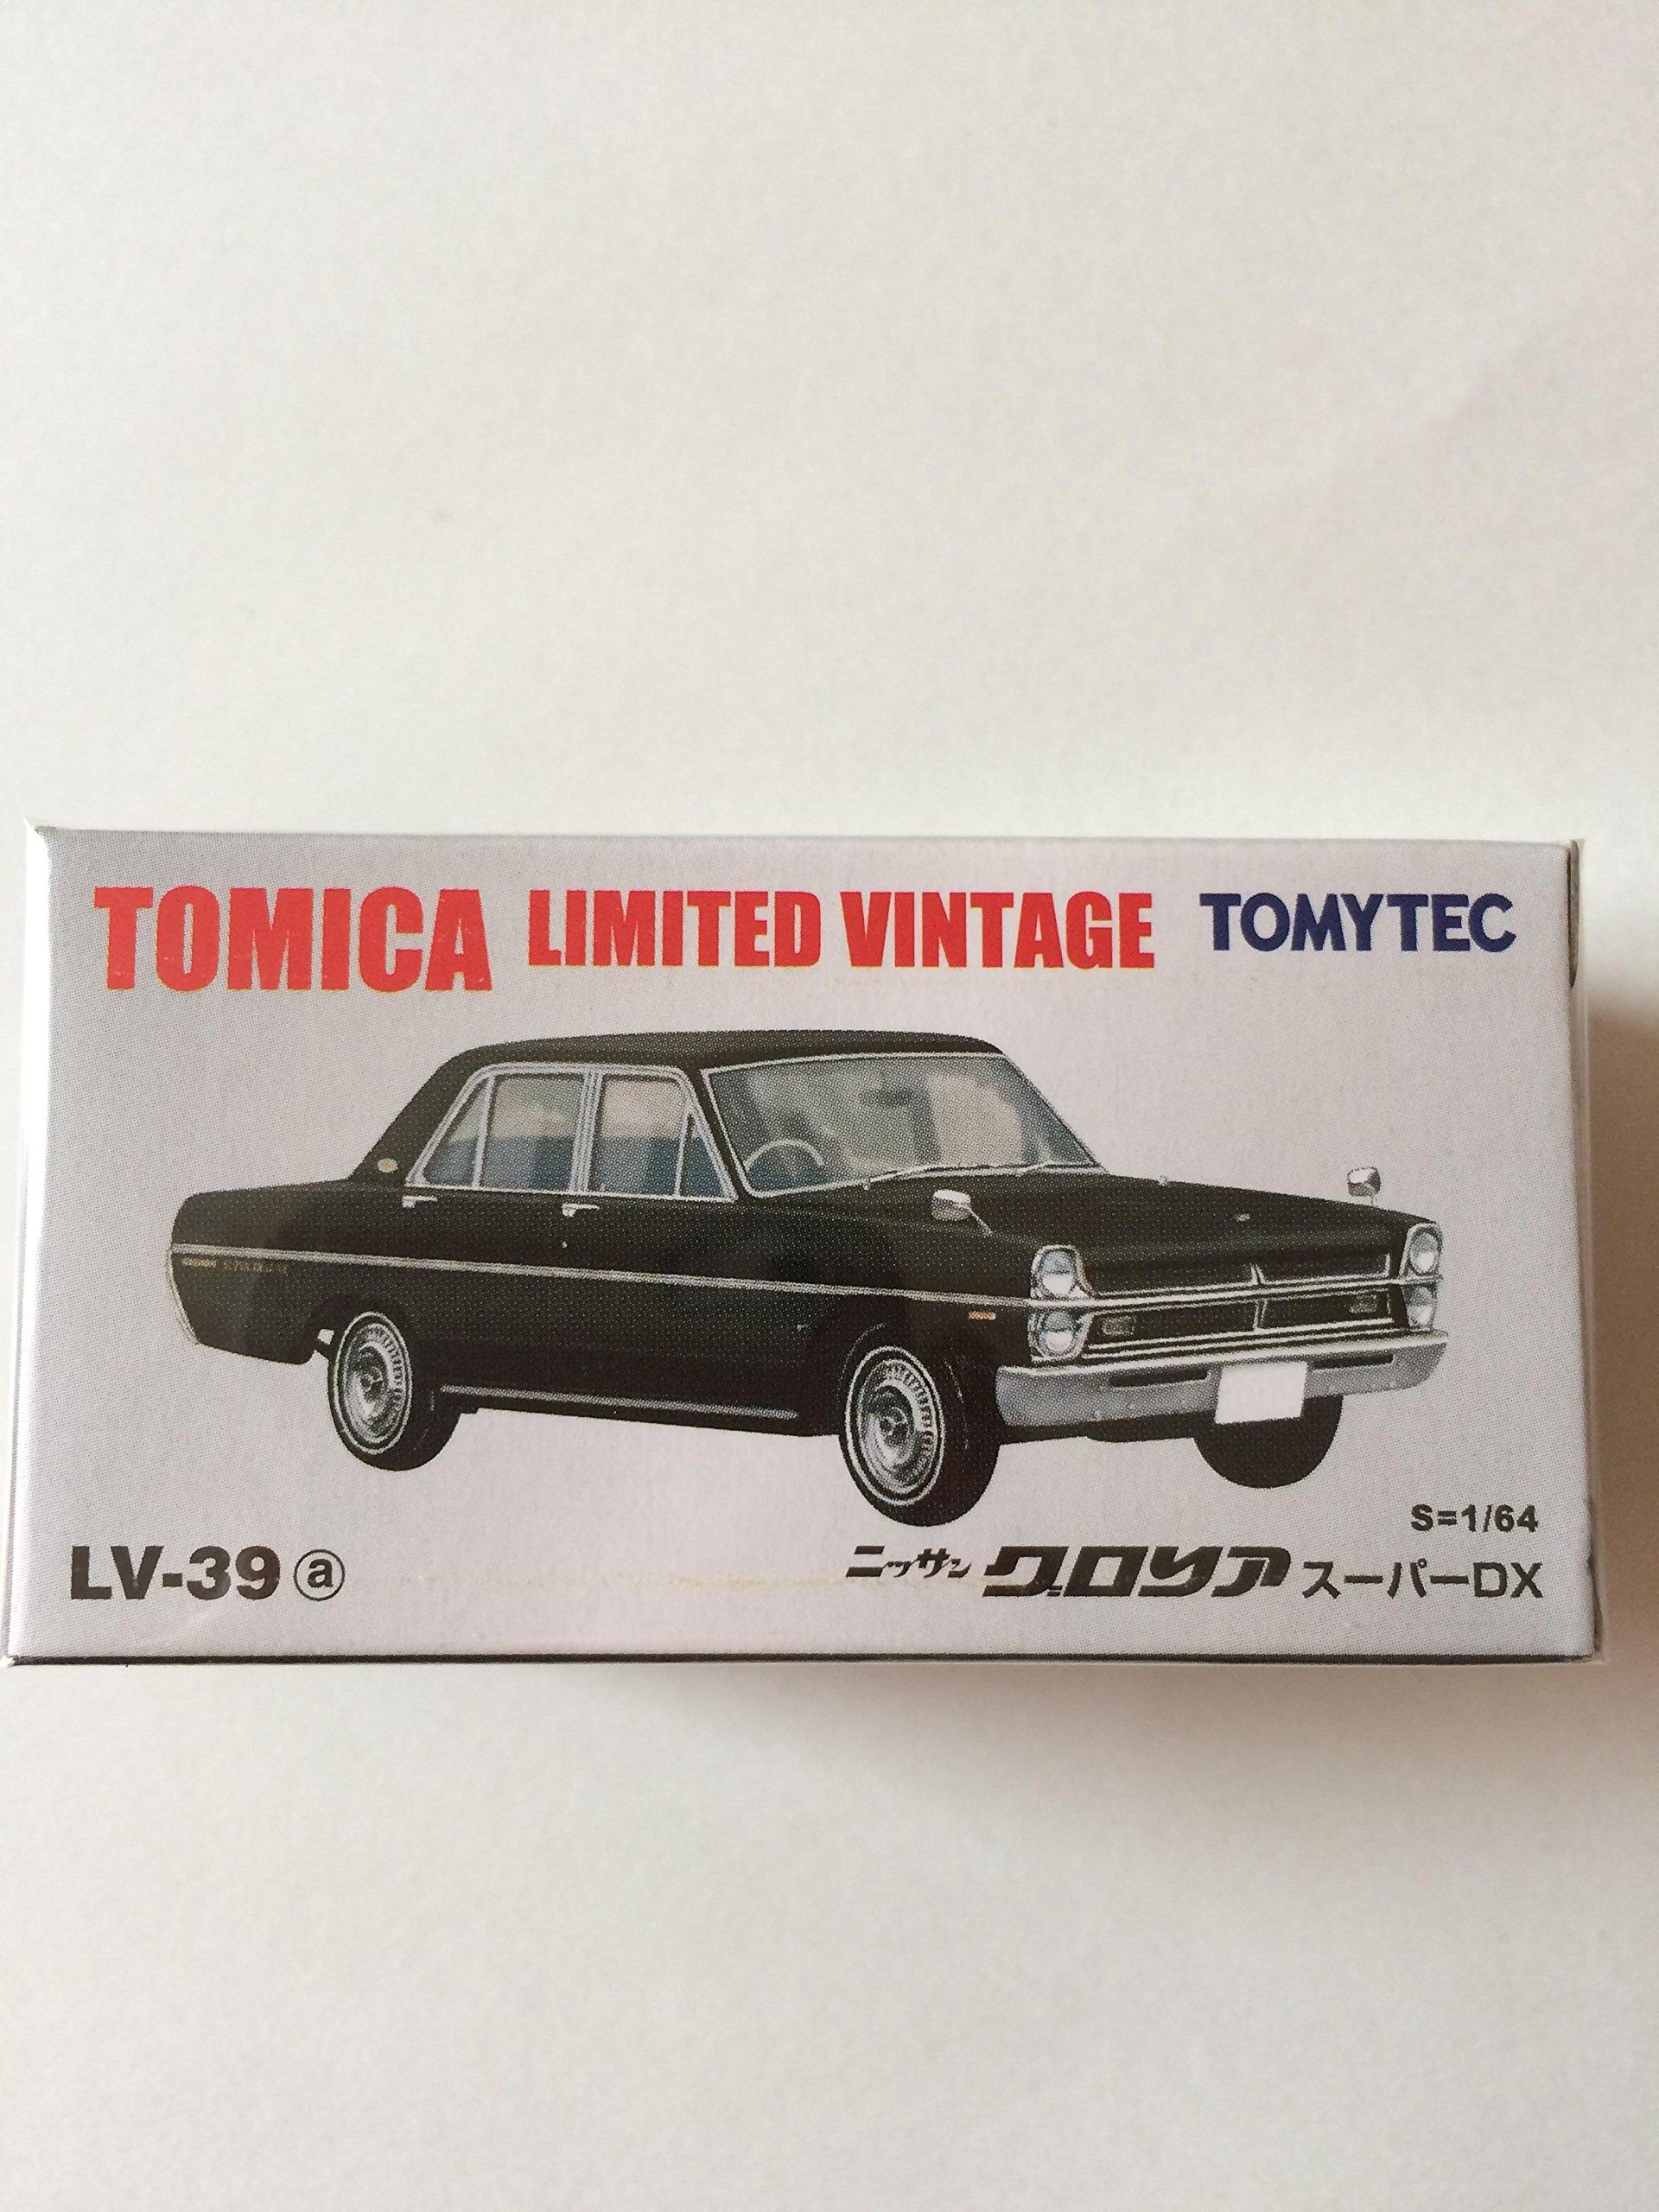 TOMICA LIMITED VINTAGE TOMYTEC
S=1/64
LV-39 ⓐ ニッサン グロリア スーパーDX